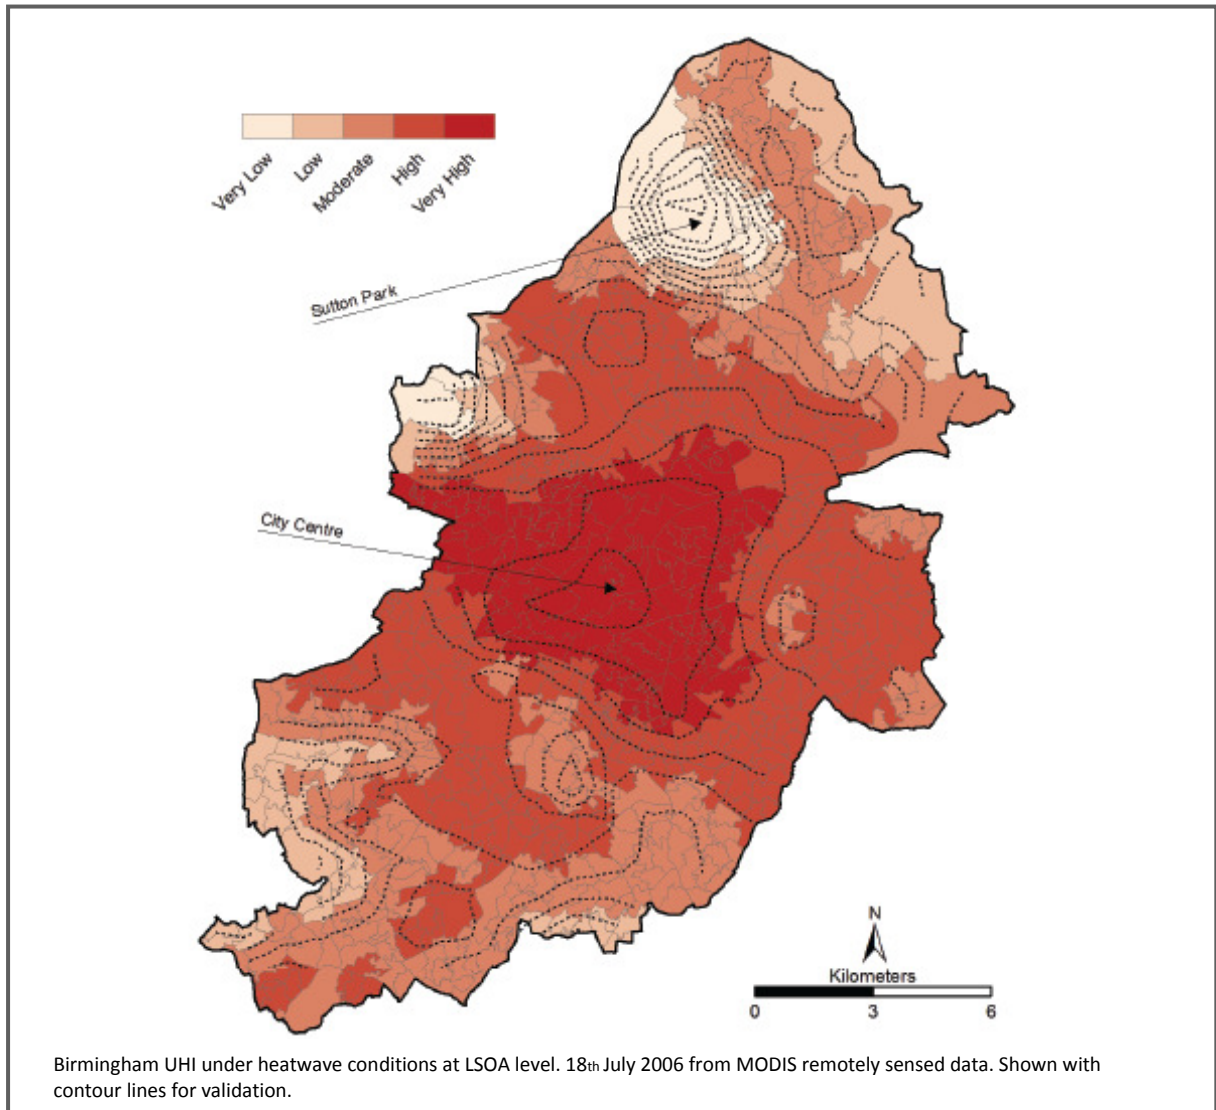 Very Low
Low
Moderate
High
Very High
Sutton Park
City Centre
N
Kilometers
0 3 6
Birmingham UHI under heatwave conditions at LSOA level. 18th July 2006 from MODIS remotely sensed data. Shown with
contour lines for validation.